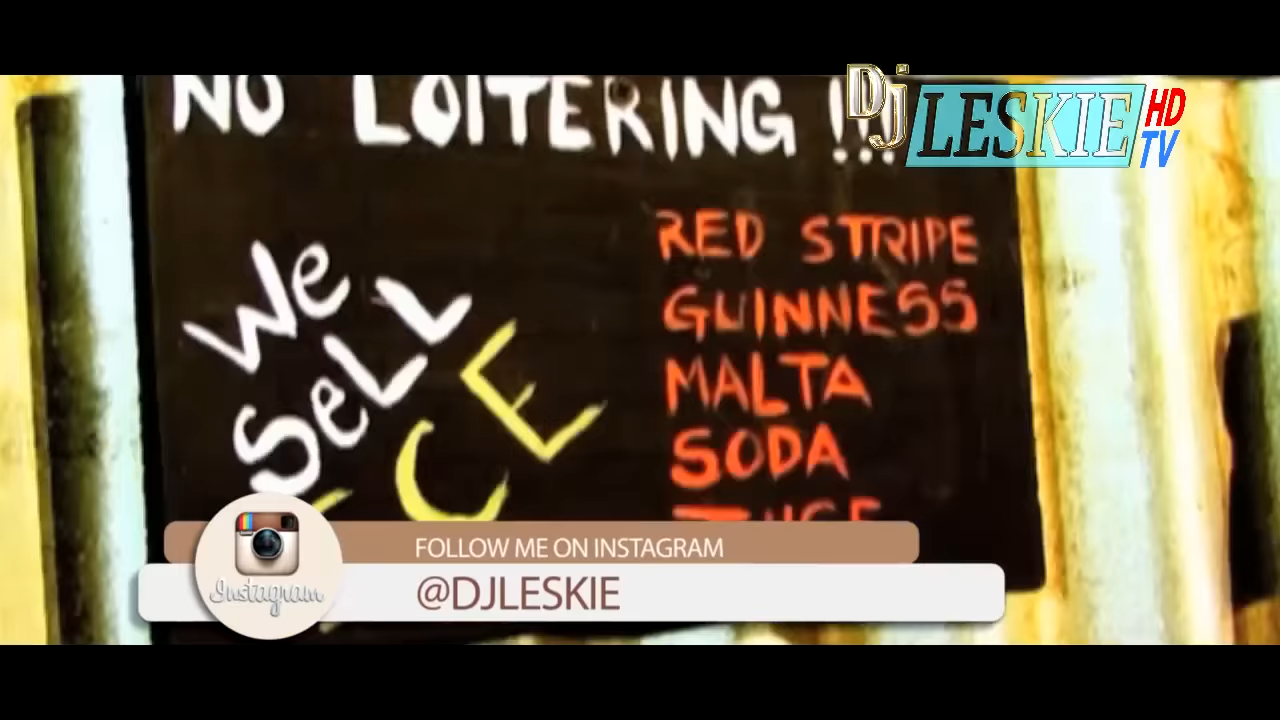 NO LOITERING !!!
DJ LESKIE HD TV
We
SeLL
ICE
RED STRIPE
GUINNESS
MALTA
SODA
FOLLOW ME ON INSTAGRAM
@DJLESKIE
Instagram